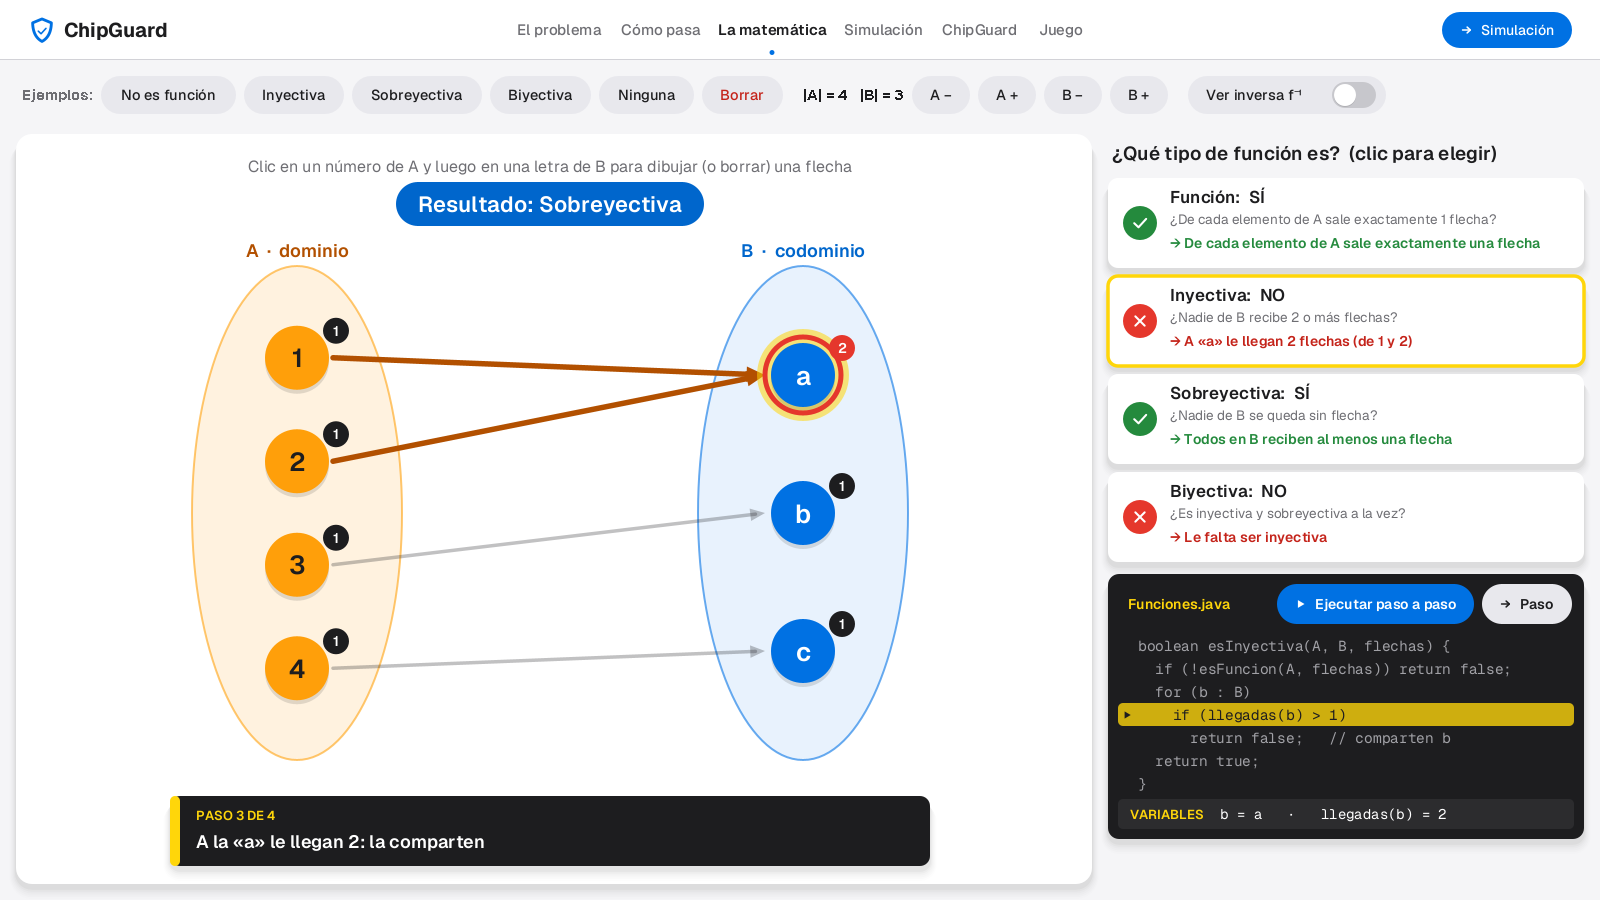 ChipGuard
El problema Cómo pasa La matemática Simulación ChipGuard Juego
→ Simulación
Ejemplos: No es función Inyectiva Sobreyectiva Biyectiva Ninguna Borrar |A| = 4 |B| = 3 A – A + B – B + Ver inversa f⁻¹
Clic en un número de A y luego en una letra de B para dibujar (o borrar) una flecha
Resultado: Sobreyectiva
A · dominio
B · codominio
1 1
2 1
3 1
4 1
a 2
b 1
c 1
PASO 3 DE 4
A la «a» le llegan 2: la comparten
¿Qué tipo de función es? (clic para elegir)
Función: SÍ
¿De cada elemento de A sale exactamente 1 flecha?
→ De cada elemento de A sale exactamente una flecha
Inyectiva: NO
¿Nadie de B recibe 2 o más flechas?
→ A «a» le llegan 2 flechas (de 1 y 2)
Sobreyectiva: SÍ
¿Nadie de B se queda sin flecha?
→ Todos en B reciben al menos una flecha
Biyectiva: NO
¿Es inyectiva y sobreyectiva a la vez?
→ Le falta ser inyectiva
Funciones.java
Ejecutar paso a paso
→ Paso
boolean esInyectiva(A, B, flechas) {
if (!esFuncion(A, flechas)) return false;
for (b : B)
if (llegadas(b) > 1)
return false; // comparten b
return true;
}
VARIABLES b = a · llegadas(b) = 2